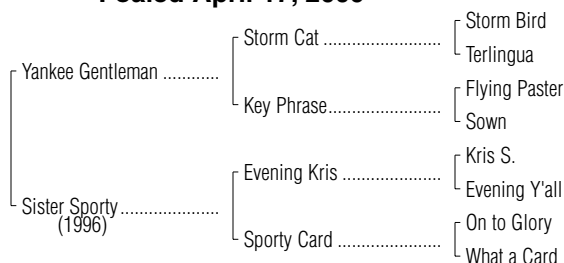 Foaled April 17,
Storm Bird
Storm Cat
Terlingua
Yankee Gentleman
Flying Paster
Key Phrase
Sown
Kris S.
Evening Kris
Evening Y'all
Sister Sporty
(1996)
On to Glory
Sporty Card
What a Card